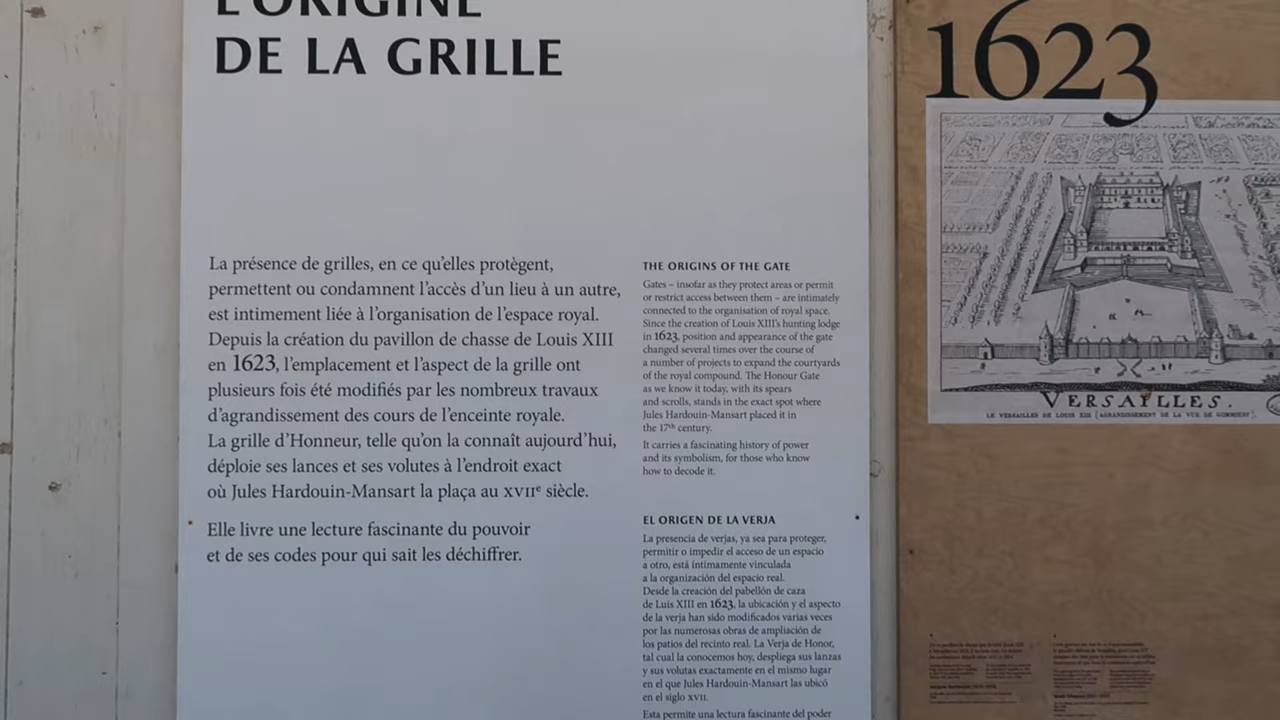 L'ORIGINE
DE LA GRILLE
La présence de grilles, en ce qu'elles protègent,
permettent ou condamnent l'accès d'un lieu à un autre,
est intimement liée à l'organisation de l'espace royal.
Depuis la création du pavillon de chasse de Louis XIII
en 1623, l'emplacement et l'aspect de la grille ont
plusieurs fois été modifiés par les nombreux travaux
d'agrandissement des cours de l'enceinte royale.
La grille d'Honneur, telle qu'on la connaît aujourd'hui,
déploie ses lances et ses volutes à l'endroit exact
où Jules Hardouin-Mansart la plaça au XVIIe siècle.
Elle livre une lecture fascinante du pouvoir
et de ses codes pour qui sait les déchiffrer.
THE ORIGINS OF THE GATE
Gates – insofar as they protect areas or permit
or restrict access between them – are intimately
connected to the organisation of royal space.
Since the creation of Louis XIII's hunting lodge
in 1623, position and appearance of the gate
changed several times over the course of
a number of projects to expand the courtyards
of the royal compound. The Honour Gate
as we know it today, with its spears
and scrolls, stands in the exact spot where
Jules Hardouin-Mansart placed it in
the 17th century.
It carries a fascinating history of power
and its symbolism, for those who know
how to decode it.
EL ORIGEN DE LA VERJA
La presencia de verjas, ya sea para proteger,
permitir o impedir el acceso de un espacio
a otro, está íntimamente vinculada
a la organización del espacio real.
Desde la creación del pabellón de caza
de Luis XIII en 1623, la ubicación y el aspecto
de la verja han sido modificados varias veces
por las numerosas obras de ampliación de
los patios del recinto real. La Verja de Honor,
tal cual la conocemos hoy, despliega sus lanzas
y sus volutas exactamente en el mismo lugar
en el que Jules Hardouin-Mansart las ubicó
en el siglo XVII.
Esta permite una lectura fascinante del poder
1623
VERSAILLES.
LE VERSAILLES DE LOUIS XIII (AGRANDISSEMENT DE LA VUE DE GOMBOUST).